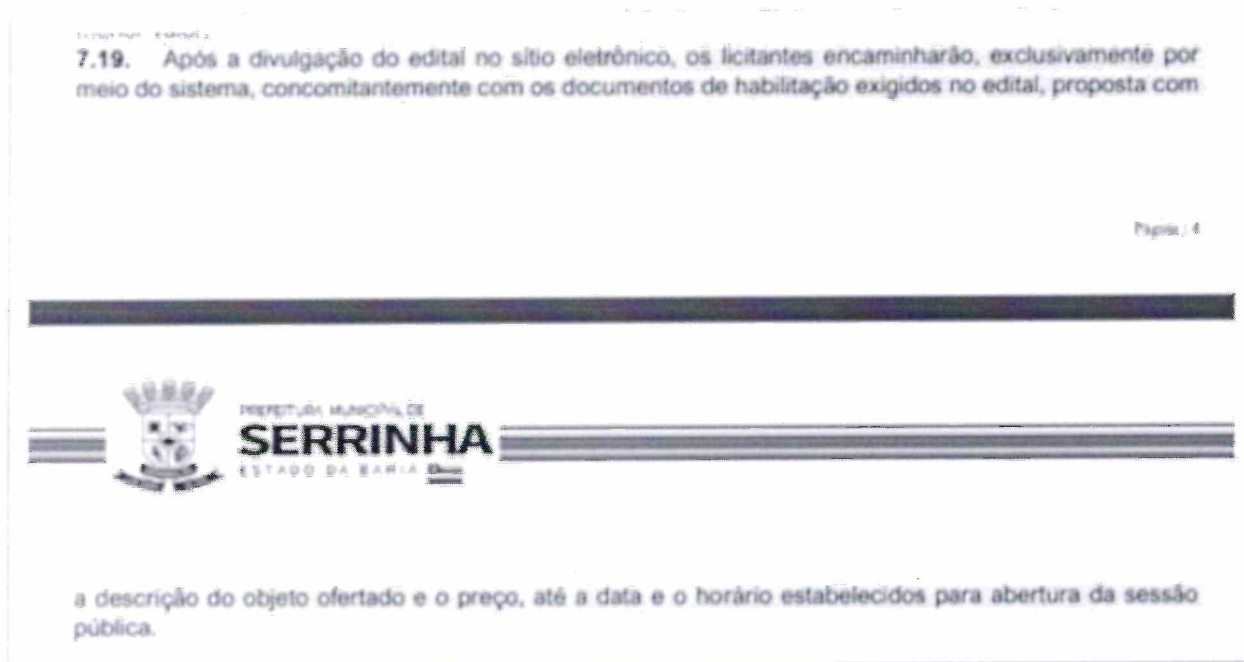 7.19. Após a divulgação do edital no sítio eletrônico, os licitantes encaminharão, exclusivamente por
meio do sistema, concomitantemente com os documentos de habilitação exigidos no edital, proposta com
Página | 4
PREFEITURA MUNICIPAL DE
SERRINHA
ESTADO DA BAHIA
a descrição do objeto ofertado e o preço, até a data e o horário estabelecidos para abertura da sessão
pública.